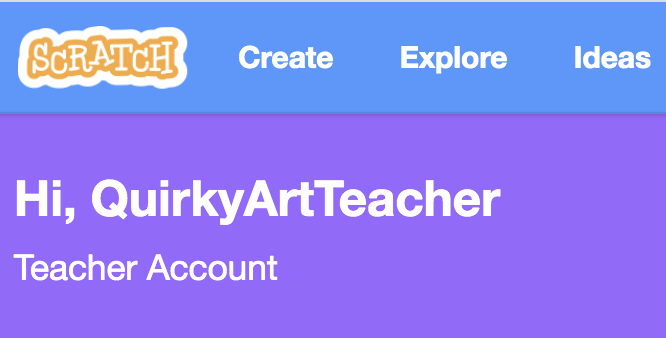 SCRATCH Create Explore Ideas
Hi, QuirkyArtTeacher
Teacher Account